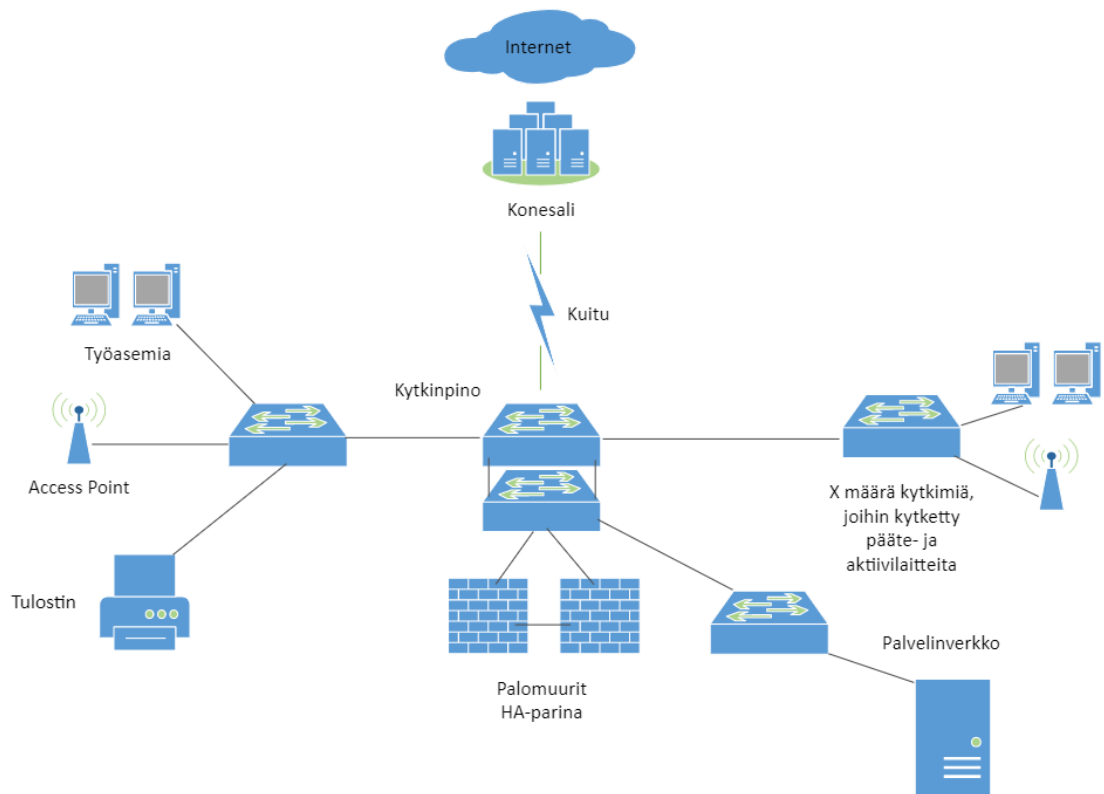 Internet
Konesali
Kuitu
Työasemia
Kytkinpino
Access Point
X määrä kytkimiä,
joihin kytketty
pääte- ja
aktiivilaitteita
Tulostin
Palvelinverkko
Palomuurit
HA-parina